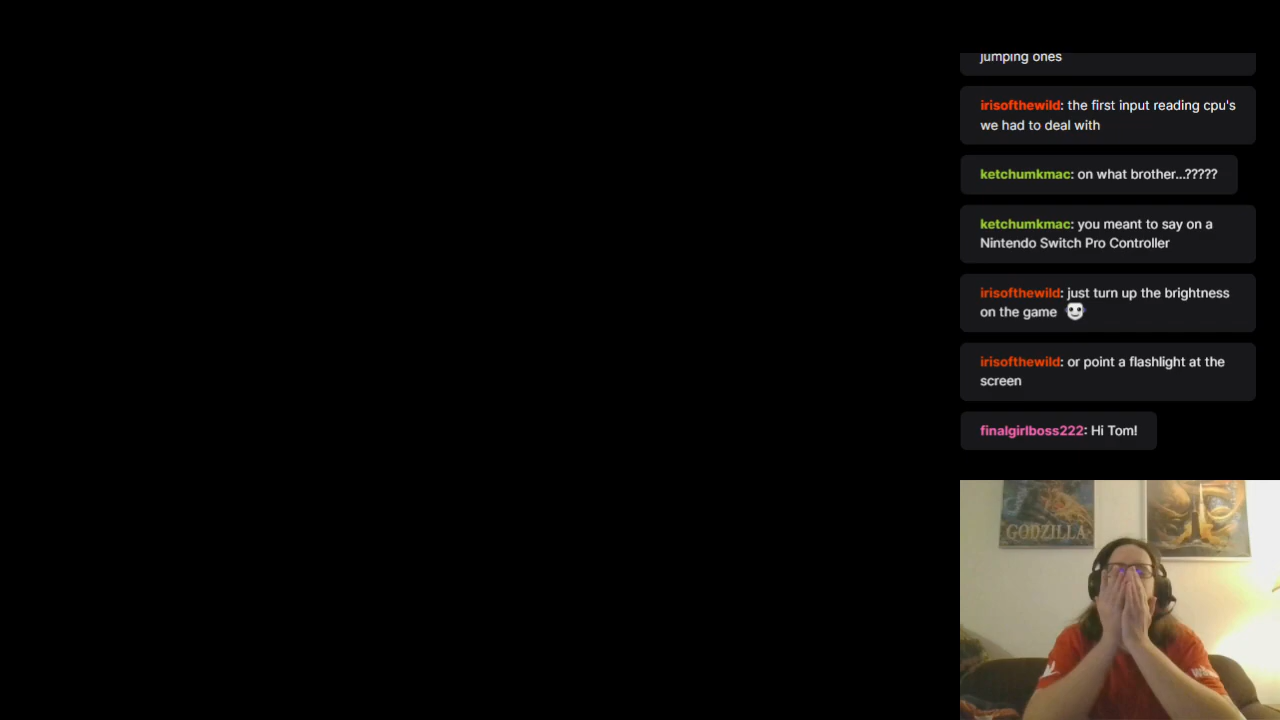 jumping ones
irisofthewild: the first input reading cpu's
we had to deal with
ketchumkmac: on what brother...?????
ketchumkmac: you meant to say on a
Nintendo Switch Pro Controller
irisofthewild: just turn up the brightness
on the game
irisofthewild: or point a flashlight at the
screen
finalgirlboss222: Hi Tom!
GODZILLA